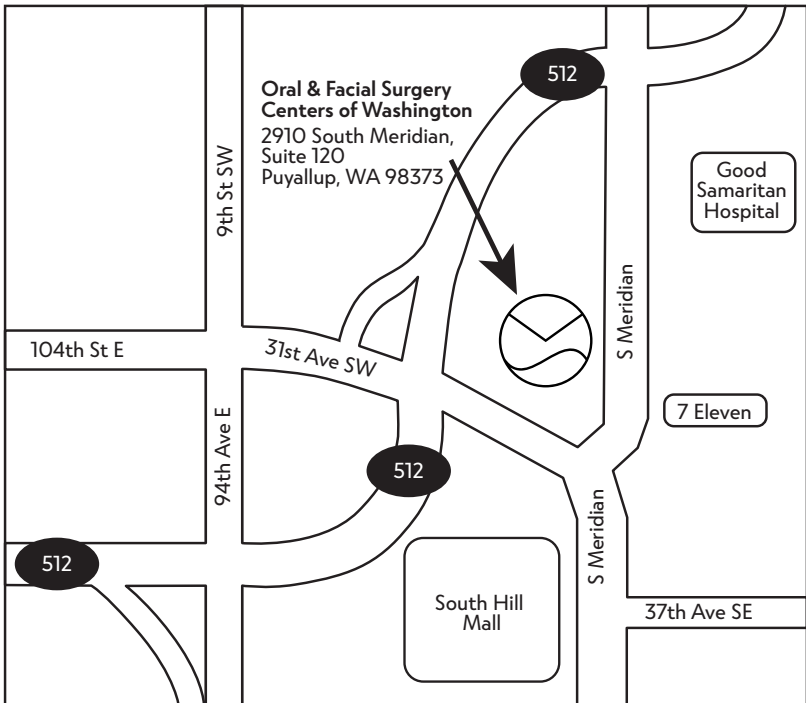 512
Oral & Facial Surgery
Centers of Washington
2910 South Meridian,
Suite 120
Puyallup, WA 98373
9th St SW
Good
Samaritan
Hospital
S Meridian
104th St E
31st Ave SW
7 Eleven
94th Ave E
512
S Meridian
512
South Hill
Mall
37th Ave SE